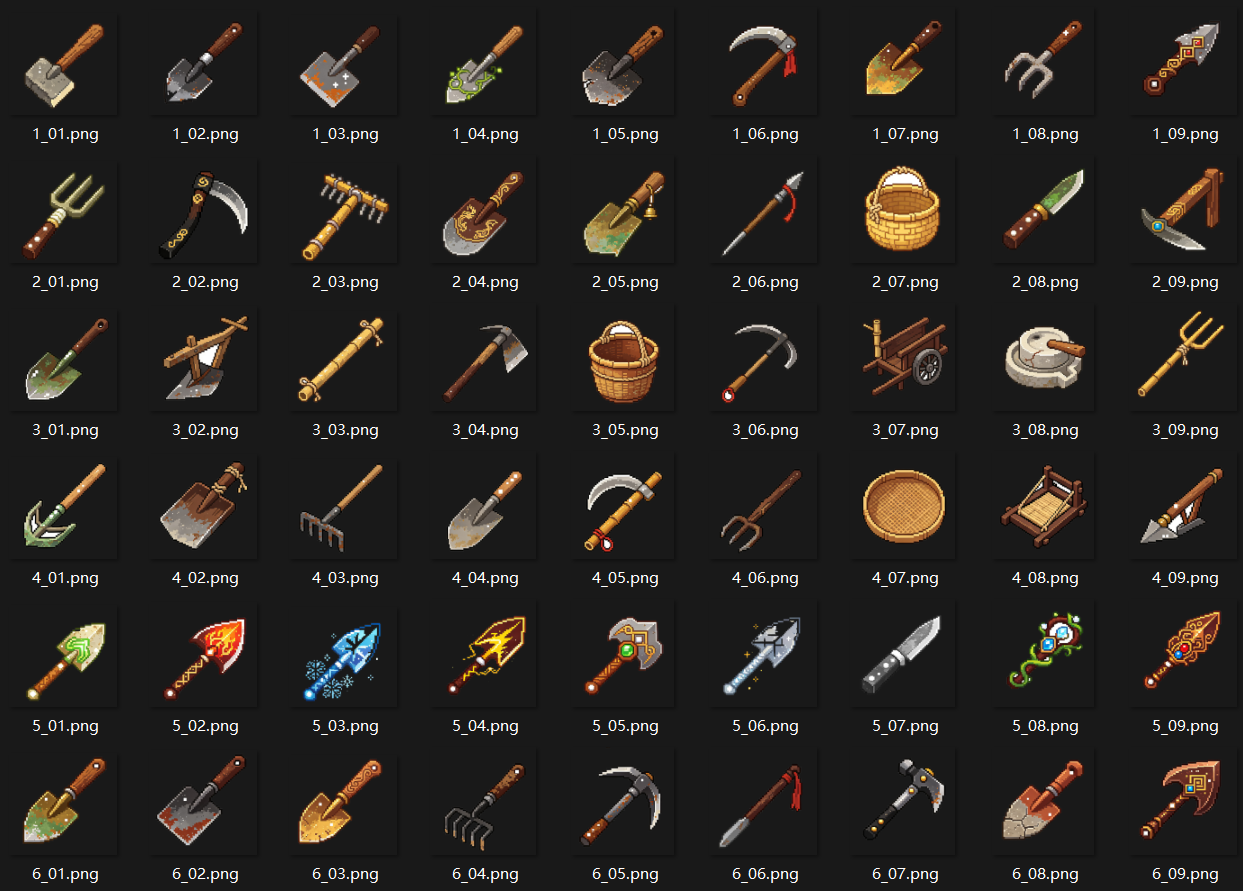 1_01.png 1_02.png 1_03.png 1_04.png 1_05.png 1_06.png 1_07.png 1_08.png 1_09.png
2_01.png 2_02.png 2_03.png 2_04.png 2_05.png 2_06.png 2_07.png 2_08.png 2_09.png
3_01.png 3_02.png 3_03.png 3_04.png 3_05.png 3_06.png 3_07.png 3_08.png 3_09.png
4_01.png 4_02.png 4_03.png 4_04.png 4_05.png 4_06.png 4_07.png 4_08.png 4_09.png
5_01.png 5_02.png 5_03.png 5_04.png 5_05.png 5_06.png 5_07.png 5_08.png 5_09.png
6_01.png 6_02.png 6_03.png 6_04.png 6_05.png 6_06.png 6_07.png 6_08.png 6_09.png